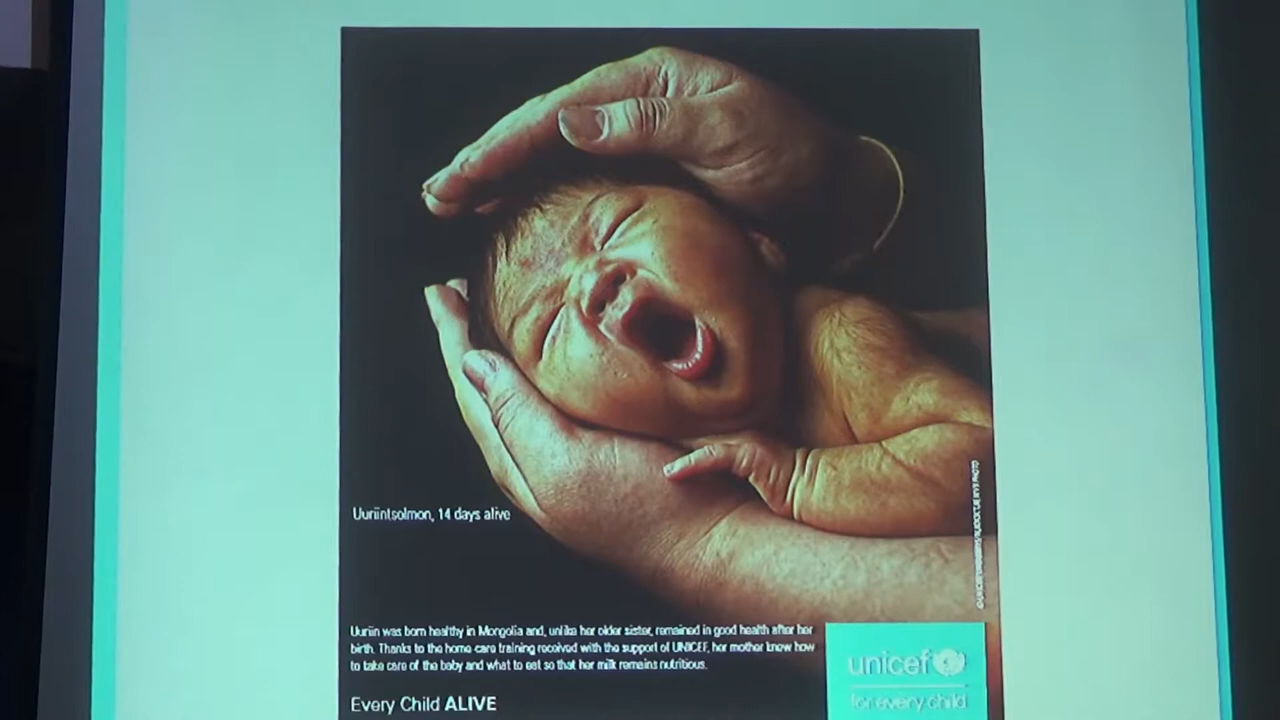 Uuriintsolmon, 14 days alive
Uuriin was born healthy in Mongolia and, unlike her older sister, remained in good health after her
birth. Thanks to the home care training received with the support of UNICEF, her mother knew how
to take care of the baby and what to eat so that her milk remains nutritious.
Every Child ALIVE
unicef
for every child